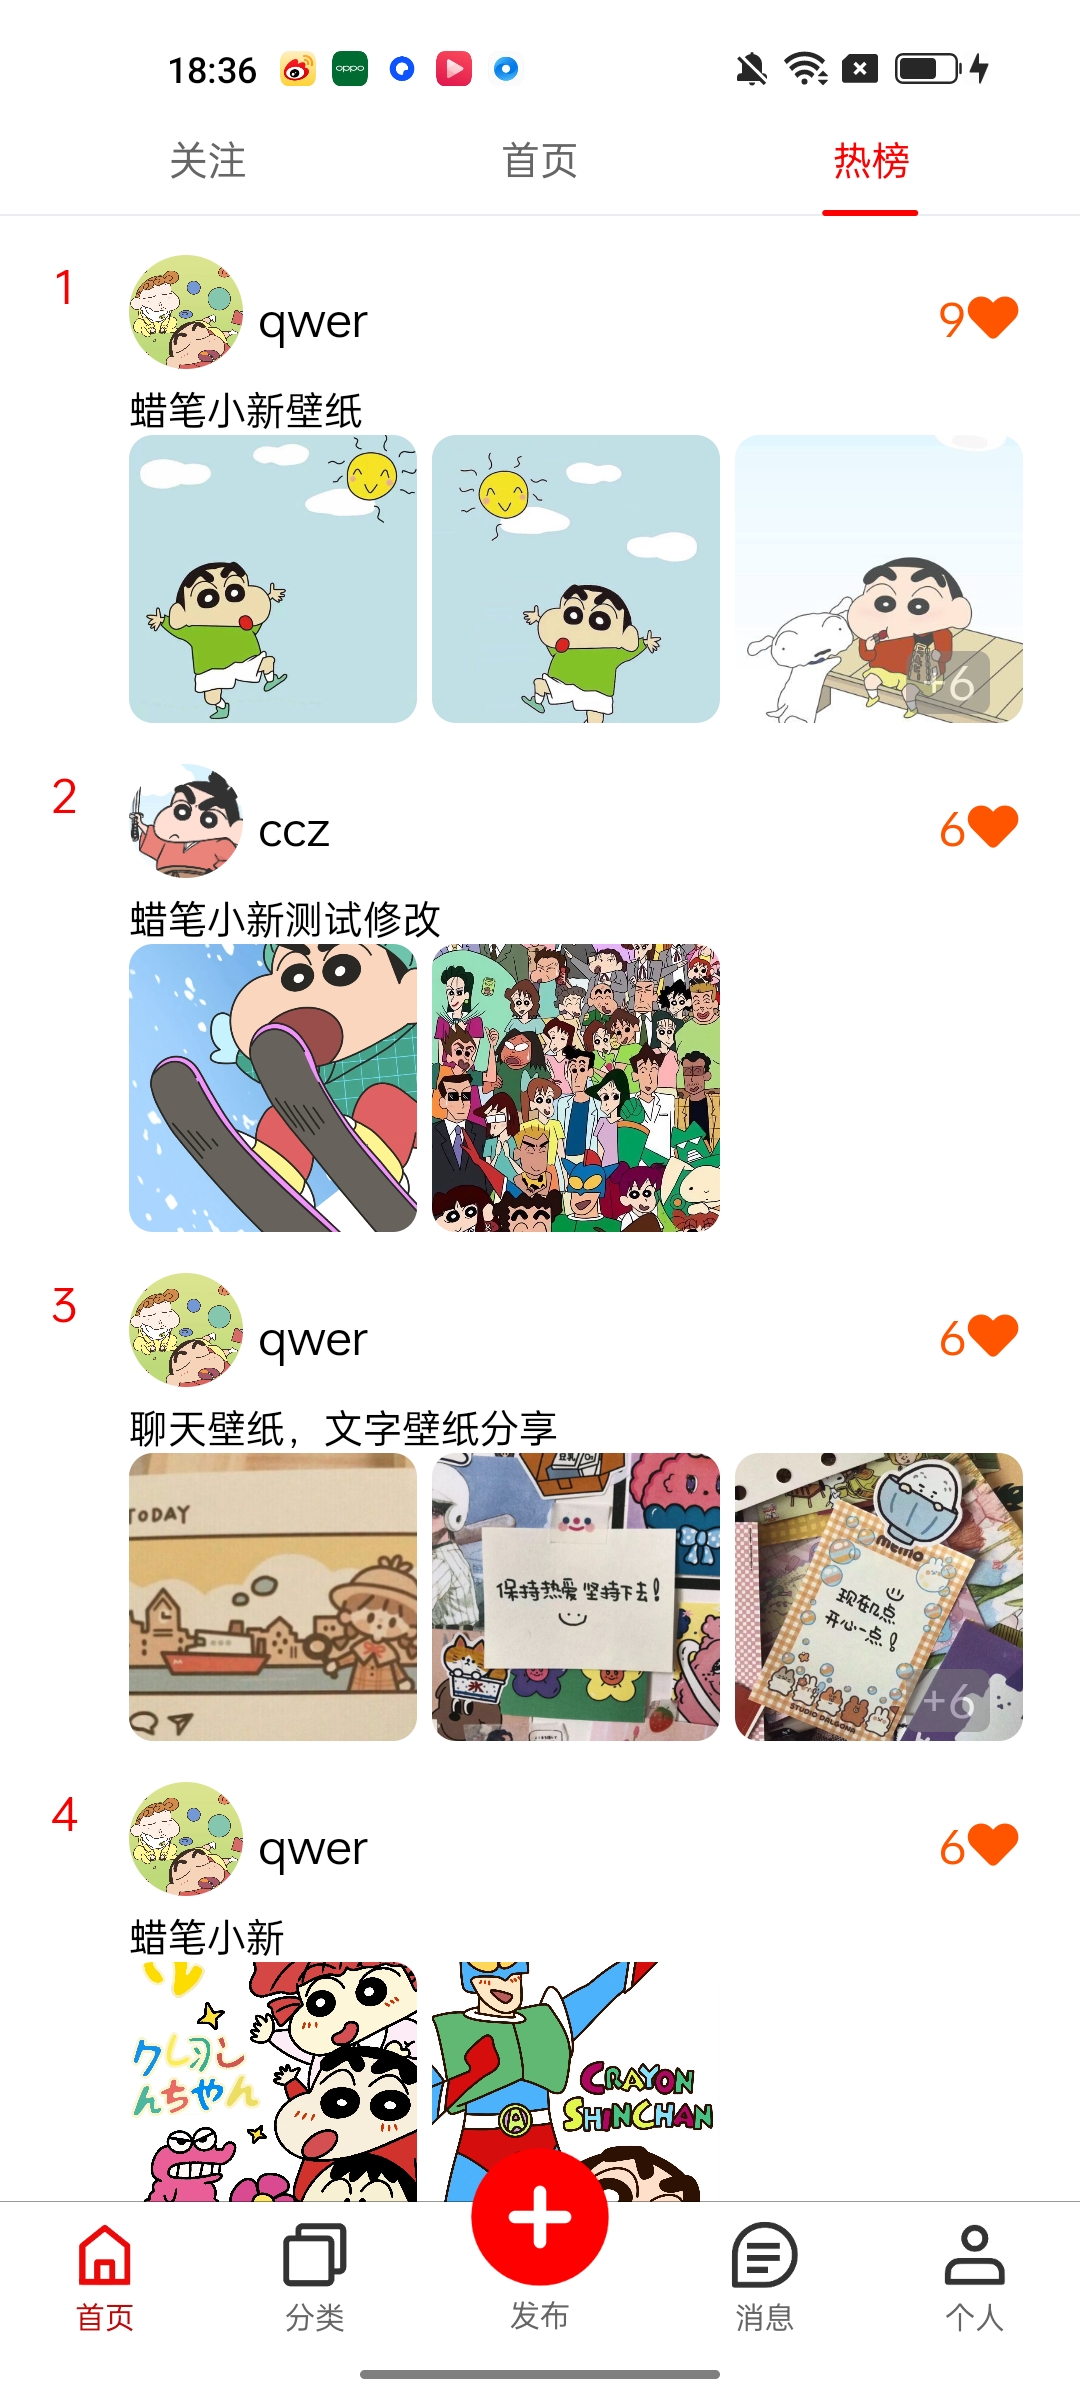 18:36
oppo
关注 首页 热榜
1 qwer 9
蜡笔小新壁纸
+6
2 ccz 6
蜡笔小新测试修改
3 qwer 6
聊天壁纸，文字壁纸分享
TODAY
保持热爱 坚持下去!
memo
现在几点
开心一点!
STUDIO DALGONA
+6
4 qwer 6
蜡笔小新
クレヨンし
んちゃん
CRAYON
SHINCHAN
首页 分类 发布 消息 个人